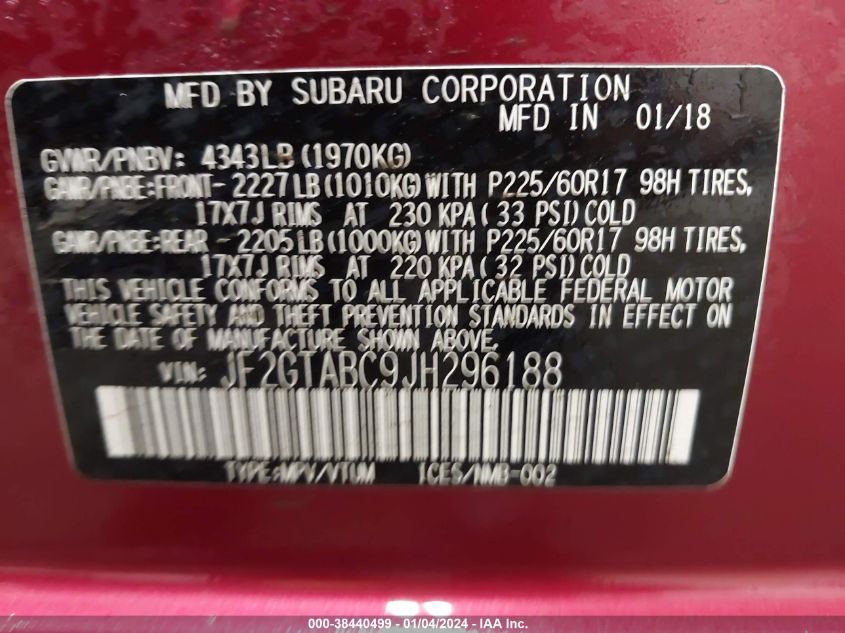 MFD BY SUBARU CORPORATION
MFD IN 01/18
GVWR/PNBV: 4343LB(1970KG)
GAWR/PNBE:FRONT-2227LB(1010KG)WITH P225/60R17 98H TIRES,
17X7J RIMS AT 230 KPA(33 PSI)COLD
GAWR/PNBE:REAR -2205LB(1000KG)WITH P225/60R17 98H TIRES,
17X7J RIMS AT 220 KPA(32 PSI)COLD
THIS VEHICLE CONFORMS TO ALL APPLICABLE FEDERAL MOTOR
VEHICLE SAFETY AND THEFT PREVENTION STANDARDS IN EFFECT ON
THE DATE OF MANUFACTURE SHOWN ABOVE.
VIN: JF2GTABC9JH296188
TYPE:MPV/VTUM ICES/NMB-002
000-38440499 - 01/04/2024 - IAA Inc.